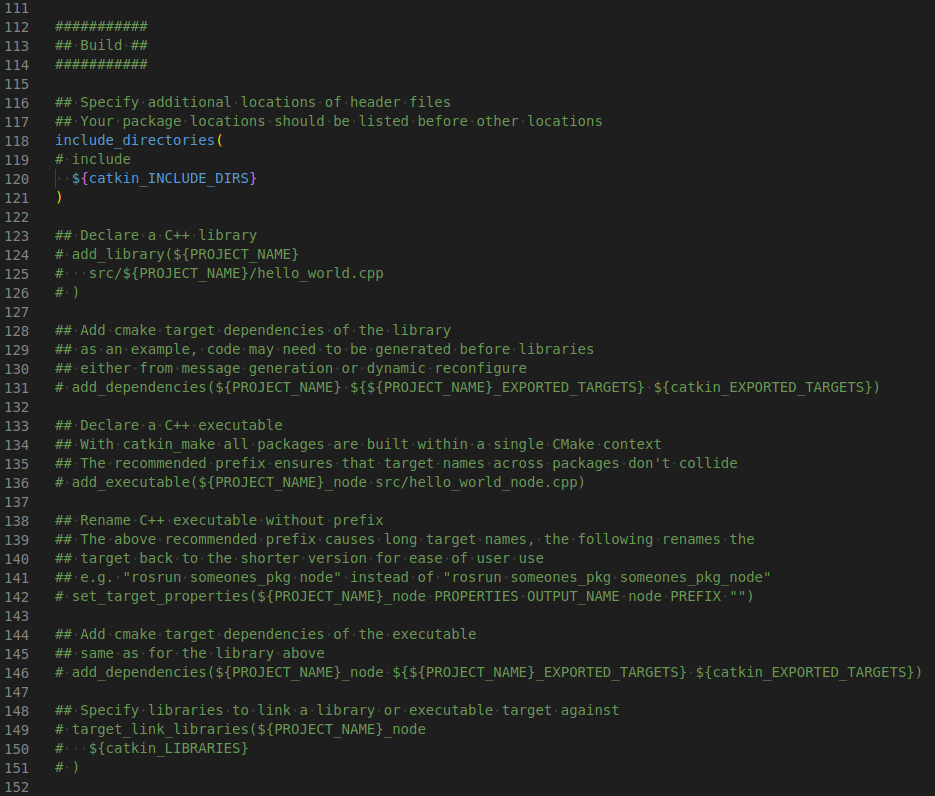 111
112 ###########
113 ## Build ##
114 ###########
115
116 ## Specify additional locations of header files
117 ## Your package locations should be listed before other locations
118 include_directories(
119 # include
120   ${catkin_INCLUDE_DIRS}
121 )
122
123 ## Declare a C++ library
124 # add_library(${PROJECT_NAME}
125 #   src/${PROJECT_NAME}/hello_world.cpp
126 # )
127
128 ## Add cmake target dependencies of the library
129 ## as an example, code may need to be generated before libraries
130 ## either from message generation or dynamic reconfigure
131 # add_dependencies(${PROJECT_NAME} ${${PROJECT_NAME}_EXPORTED_TARGETS} ${catkin_EXPORTED_TARGETS})
132
133 ## Declare a C++ executable
134 ## With catkin_make all packages are built within a single CMake context
135 ## The recommended prefix ensures that target names across packages don't collide
136 # add_executable(${PROJECT_NAME}_node src/hello_world_node.cpp)
137
138 ## Rename C++ executable without prefix
139 ## The above recommended prefix causes long target names, the following renames the
140 ## target back to the shorter version for ease of user use
141 ## e.g. "rosrun someones_pkg node" instead of "rosrun someones_pkg someones_pkg_node"
142 # set_target_properties(${PROJECT_NAME}_node PROPERTIES OUTPUT_NAME node PREFIX "")
143
144 ## Add cmake target dependencies of the executable
145 ## same as for the library above
146 # add_dependencies(${PROJECT_NAME}_node ${${PROJECT_NAME}_EXPORTED_TARGETS} ${catkin_EXPORTED_TARGETS})
147
148 ## Specify libraries to link a library or executable target against
149 # target_link_libraries(${PROJECT_NAME}_node
150 #   ${catkin_LIBRARIES}
151 # )
152